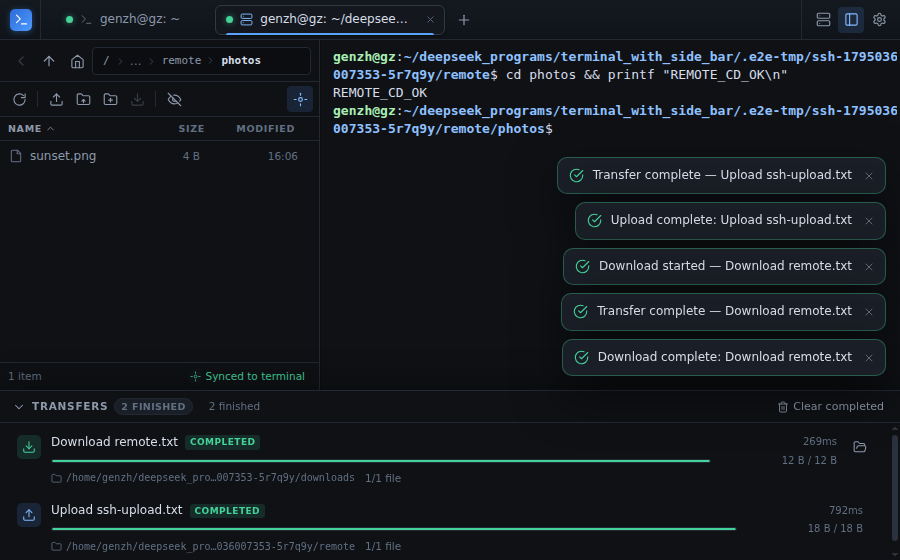 genzh@gz: ~
genzh@gz: ~/deepsee...
/ > ... > remote > photos
NAME SIZE MODIFIED
sunset.png 4 B 16:06
1 item Synced to terminal
genzh@gz:~/deepseek_programs/terminal_with_side_bar/.e2e-tmp/ssh-1795036
007353-5r7q9y/remote$ cd photos && printf "REMOTE_CD_OK\n"
REMOTE_CD_OK
genzh@gz:~/deepseek_programs/terminal_with_side_bar/.e2e-tmp/ssh-1795036
007353-5r7q9y/remote/photos$
Transfer complete — Upload ssh-upload.txt
Upload complete: Upload ssh-upload.txt
Download started — Download remote.txt
Transfer complete — Download remote.txt
Download complete: Download remote.txt
TRANSFERS 2 FINISHED 2 finished Clear completed
Download remote.txt COMPLETED 269ms
12 B / 12 B
/home/genzh/deepseek_pro…007353-5r7q9y/downloads 1/1 file
Upload ssh-upload.txt COMPLETED 792ms
18 B / 18 B
/home/genzh/deepseek_pro…036007353-5r7q9y/remote 1/1 file